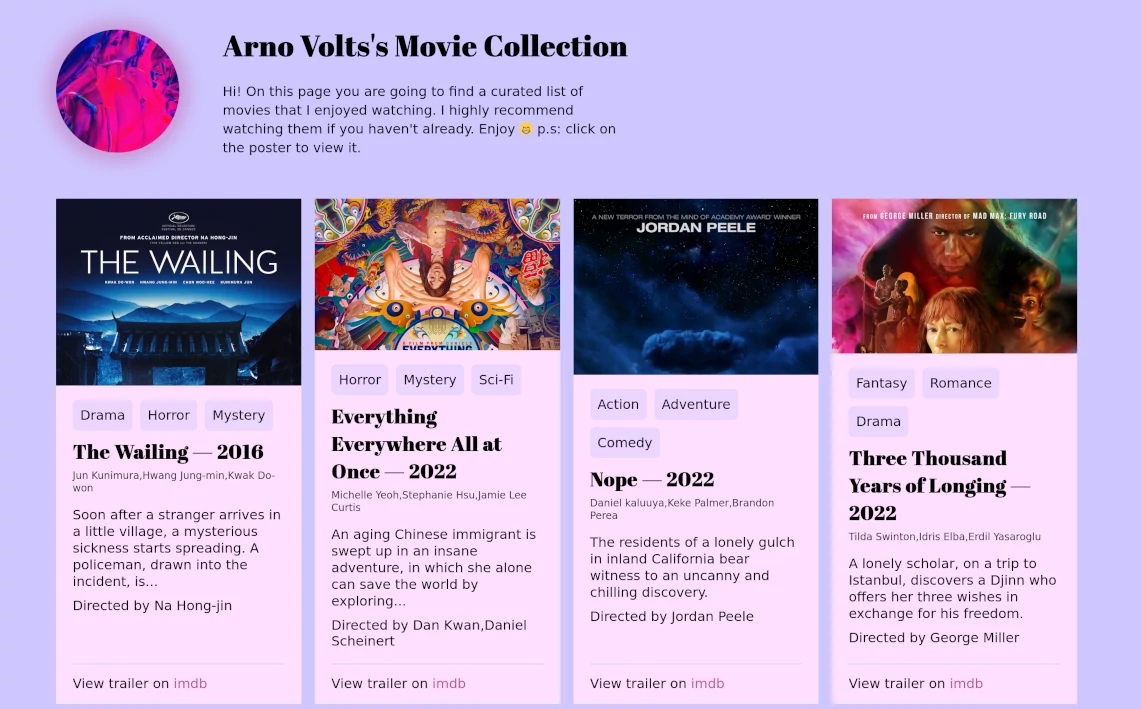 Arno Volts's Movie Collection
Hi! On this page you are going to find a curated list of
movies that I enjoyed watching. I highly recommend
watching them if you haven't already. Enjoy 😸 p.s: click on
the poster to view it.
FROM ACCLAIMED DIRECTOR NA HONG-JIN
THE WAILING
KWAK DO-WON HWANG JUNG-MIN CHUN WOO-HEE KUNIMURA JUN
Drama Horror Mystery
The Wailing — 2016
Jun Kunimura,Hwang Jung-min,Kwak Do-
won
Soon after a stranger arrives in
a little village, a mysterious
sickness starts spreading. A
policeman, drawn into the
incident, is...
Directed by Na Hong-jin
View trailer on imdb
EVERYTHING
Horror Mystery Sci-Fi
Everything
Everywhere All at
Once — 2022
Michelle Yeoh,Stephanie Hsu,Jamie Lee
Curtis
An aging Chinese immigrant is
swept up in an insane
adventure, in which she alone
can save the world by
exploring...
Directed by Dan Kwan,Daniel
Scheinert
View trailer on imdb
A NEW TERROR FROM THE MIND OF ACADEMY AWARD® WINNER
JORDAN PEELE
Action Adventure
Comedy
Nope — 2022
Daniel kaluuya,Keke Palmer,Brandon
Perea
The residents of a lonely gulch
in inland California bear
witness to an uncanny and
chilling discovery.
Directed by Jordan Peele
View trailer on imdb
FROM GEORGE MILLER DIRECTOR OF MAD MAX: FURY ROAD
Fantasy Romance
Drama
Three Thousand
Years of Longing —
2022
Tilda Swinton,Idris Elba,Erdil Yasaroglu
A lonely scholar, on a trip to
Istanbul, discovers a Djinn who
offers her three wishes in
exchange for his freedom.
Directed by George Miller
View trailer on imdb